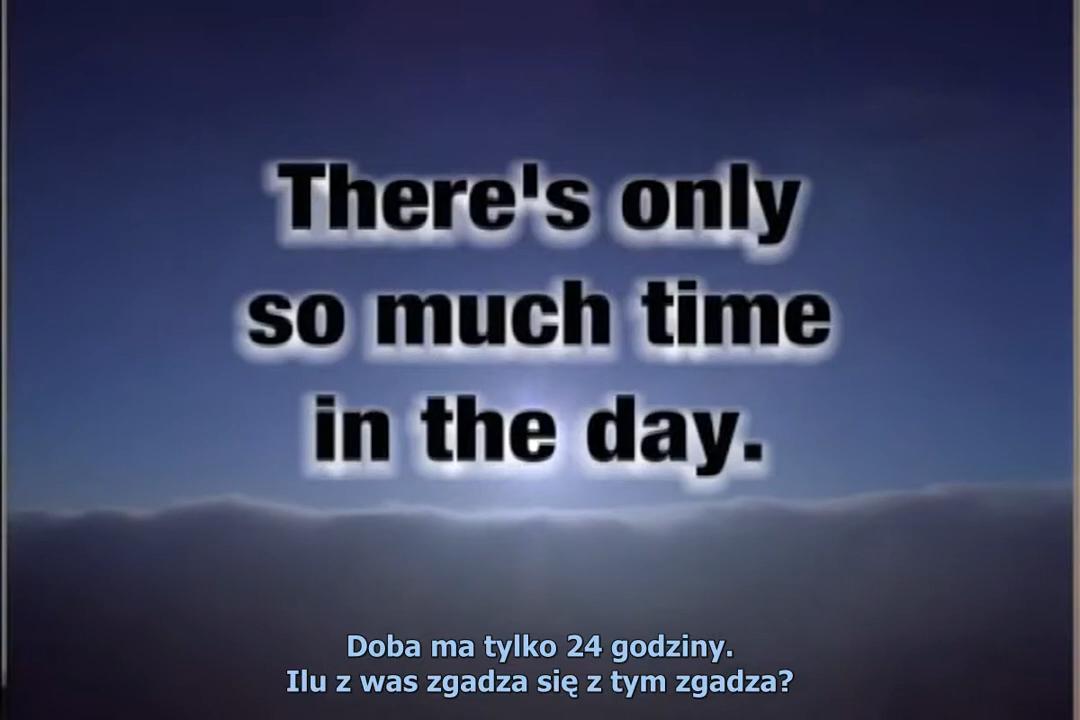 There's only
so much time
in the day.
Doba ma tylko 24 godziny.
Ilu z was zgadza się z tym zgadza?